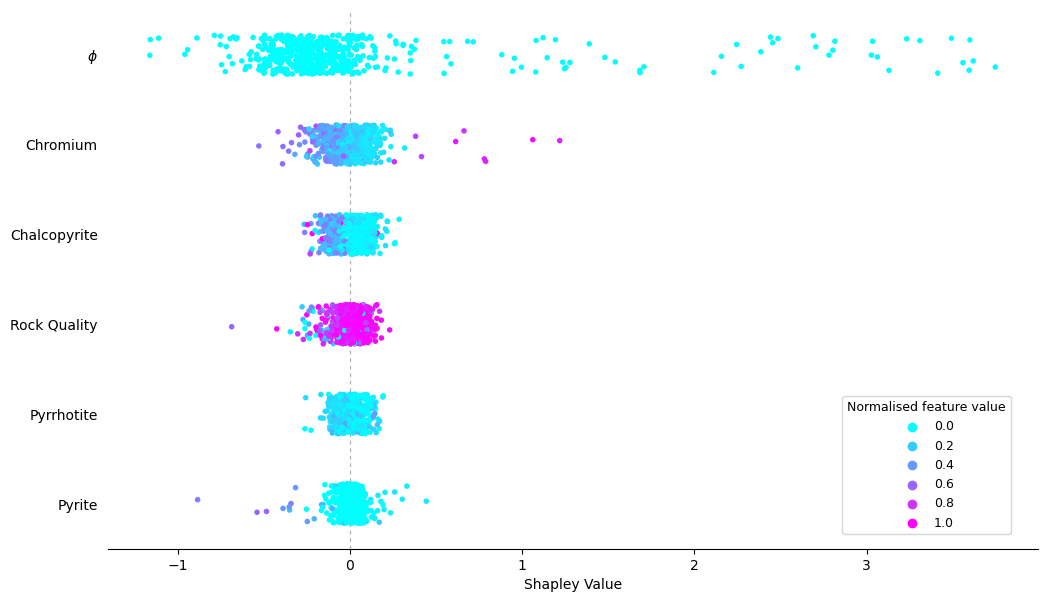 ϕ
Chromium
Chalcopyrite
Rock Quality
Pyrrhotite
Pyrite
Normalised feature value
0.0
0.2
0.4
0.6
0.8
1.0
−1 0 1 2 3
Shapley Value